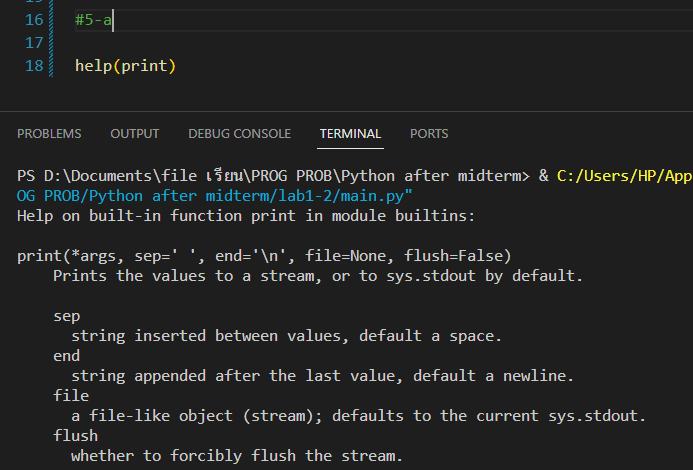 16 #5-a
17
18 help(print)
PROBLEMS OUTPUT DEBUG CONSOLE TERMINAL PORTS
PS D:\Documents\file เรียน\PROG PROB\Python after midterm> & C:/Users/HP/App
OG PROB/Python after midterm/lab1-2/main.py"
Help on built-in function print in module builtins:
print(*args, sep=' ', end='\n', file=None, flush=False)
Prints the values to a stream, or to sys.stdout by default.
sep
string inserted between values, default a space.
end
string appended after the last value, default a newline.
file
a file-like object (stream); defaults to the current sys.stdout.
flush
whether to forcibly flush the stream.